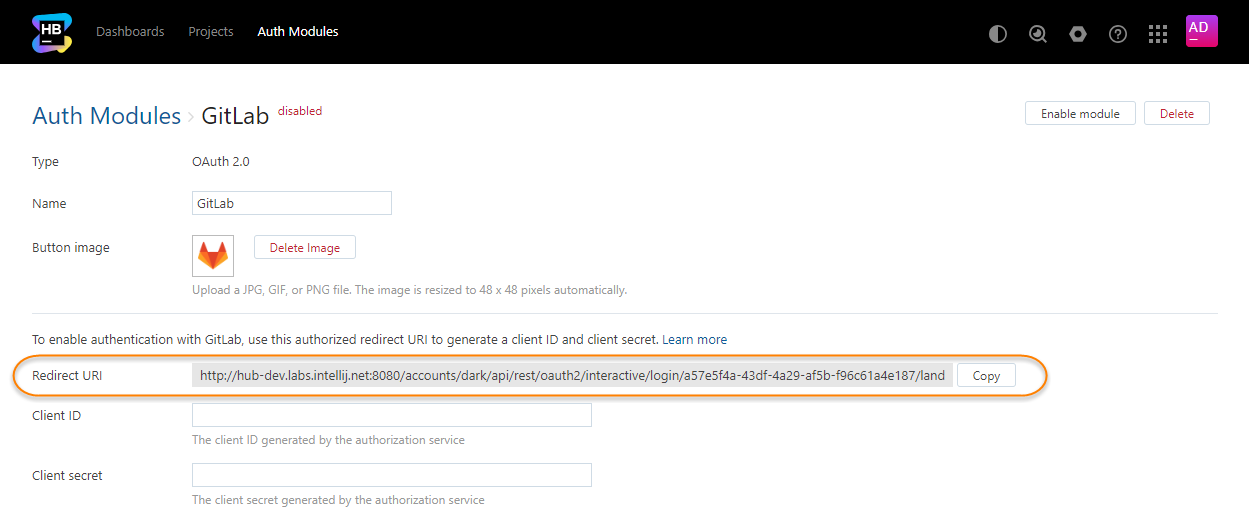 HB Dashboards Projects Auth Modules AD
Auth Modules › GitLab disabled Enable module Delete
Type OAuth 2.0
Name GitLab
Button image Delete Image
Upload a JPG, GIF, or PNG file. The image is resized to 48 x 48 pixels automatically.
To enable authentication with GitLab, use this authorized redirect URI to generate a client ID and client secret. Learn more
Redirect URI http://hub-dev.labs.intellij.net:8080/accounts/dark/api/rest/oauth2/interactive/login/a57e5f4a-43df-4a29-af5b-f96c61a4e187/land Copy
Client ID
The client ID generated by the authorization service
Client secret
The client secret generated by the authorization service